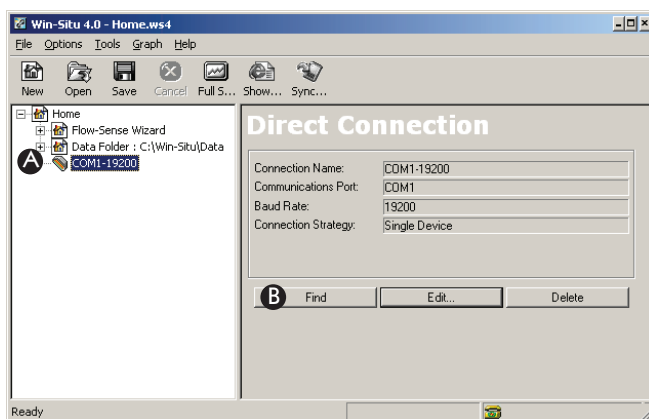 Win-Situ 4.0 - Home.ws4
File Options Tools Graph Help
New Open Save Cancel Full S... Show... Sync...
Home
Flow-Sense Wizard
Data Folder : C:\Win-Situ\Data
A COM1-19200
Direct Connection
Connection Name: COM1-19200
Communications Port: COM1
Baud Rate: 19200
Connection Strategy: Single Device
B Find Edit... Delete
Ready